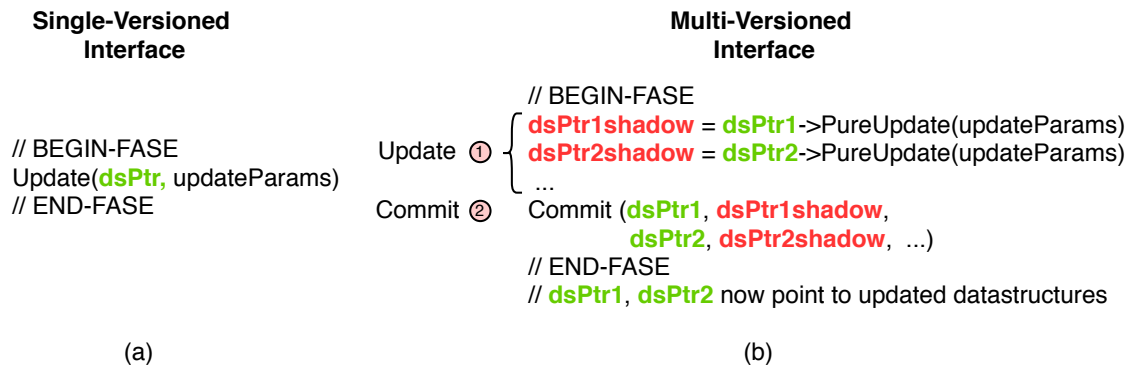 Single-Versioned
Interface
// BEGIN-FASE
Update(dsPtr, updateParams)
// END-FASE
(a)
Multi-Versioned
Interface
// BEGIN-FASE
Update 1 dsPtr1shadow = dsPtr1->PureUpdate(updateParams)
dsPtr2shadow = dsPtr2->PureUpdate(updateParams)
...
Commit 2 Commit (dsPtr1, dsPtr1shadow,
dsPtr2, dsPtr2shadow, ...)
// END-FASE
// dsPtr1, dsPtr2 now point to updated datastructures
(b)